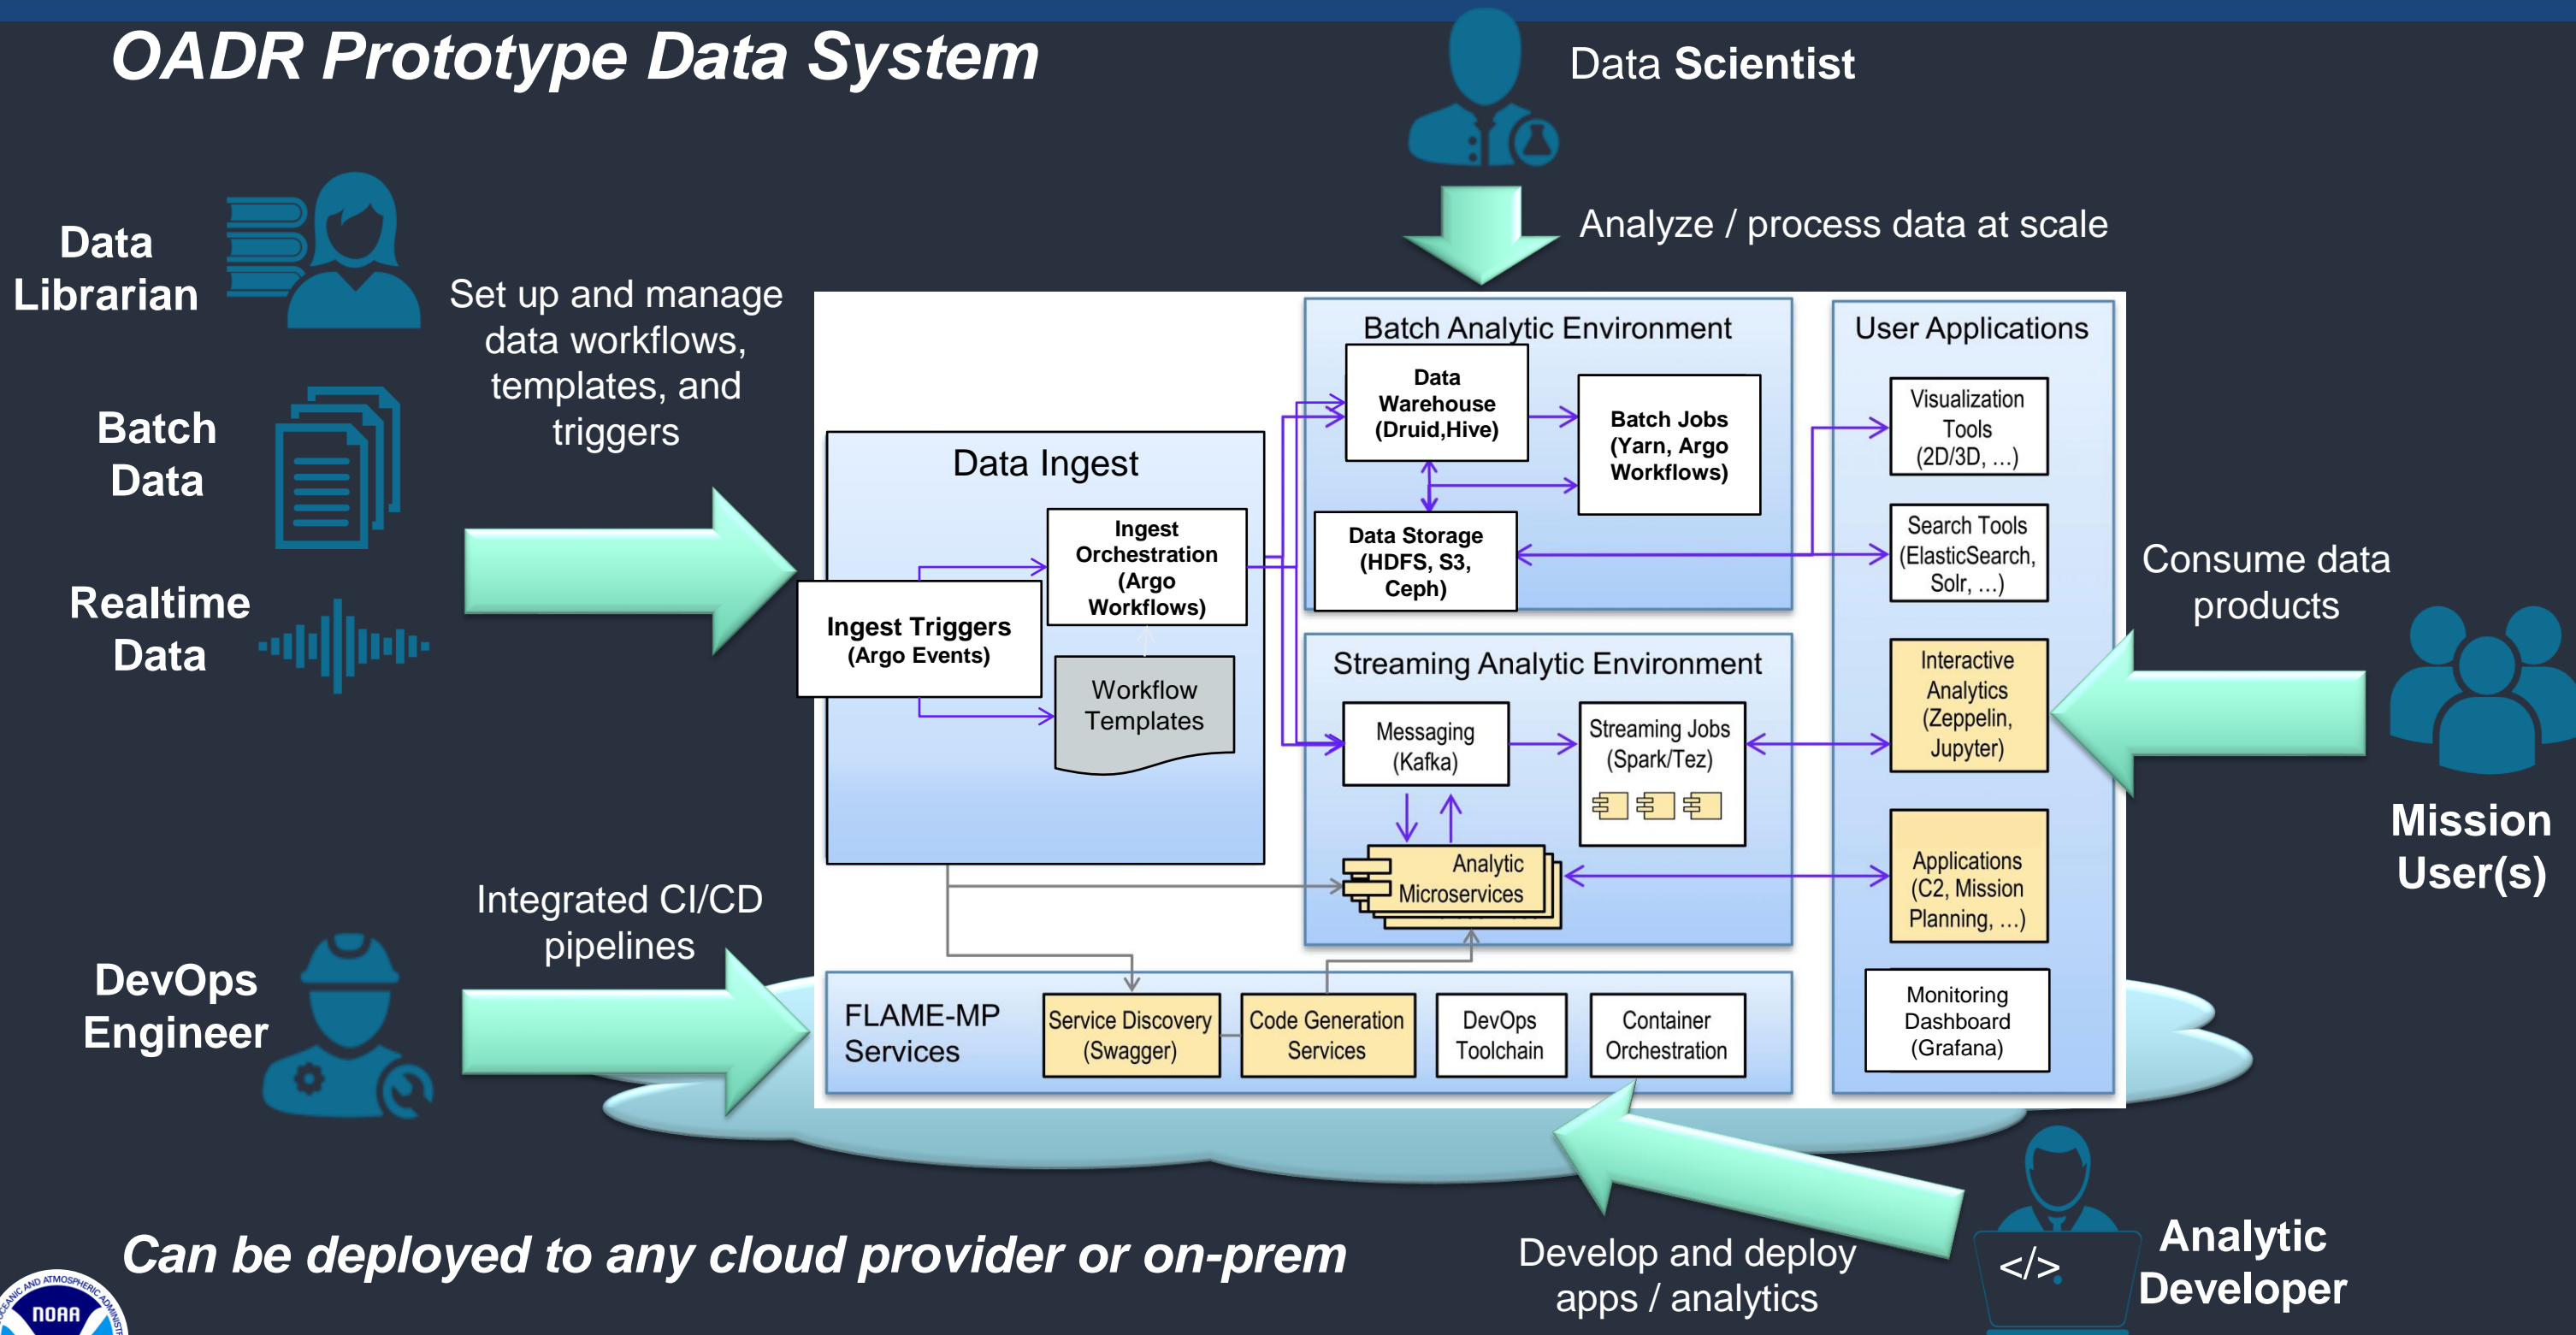 OADR Prototype Data System
Data Scientist
Analyze / process data at scale
Data
Librarian
Set up and manage
data workflows,
templates, and
triggers
Batch
Data
Realtime
Data
Data Ingest
Ingest
Orchestration
(Argo
Workflows)
Ingest Triggers
(Argo Events)
Workflow
Templates
Batch Analytic Environment
Data
Warehouse
(Druid,Hive)
Batch Jobs
(Yarn, Argo
Workflows)
Data Storage
(HDFS, S3,
Ceph)
Streaming Analytic Environment
Messaging
(Kafka)
Streaming Jobs
(Spark/Tez)
Analytic
Microservices
User Applications
Visualization
Tools
(2D/3D, …)
Search Tools
(ElasticSearch,
Solr, …)
Interactive
Analytics
(Zeppelin,
Jupyter)
Applications
(C2, Mission
Planning, …)
Monitoring
Dashboard
(Grafana)
Consume data
products
Mission
User(s)
Integrated CI/CD
pipelines
DevOps
Engineer
FLAME-MP
Services
Service Discovery
(Swagger)
Code Generation
Services
DevOps
Toolchain
Container
Orchestration
Can be deployed to any cloud provider or on-prem
Develop and deploy
apps / analytics
</>
Analytic
Developer
AND ATMOSPHERIC
NOAA